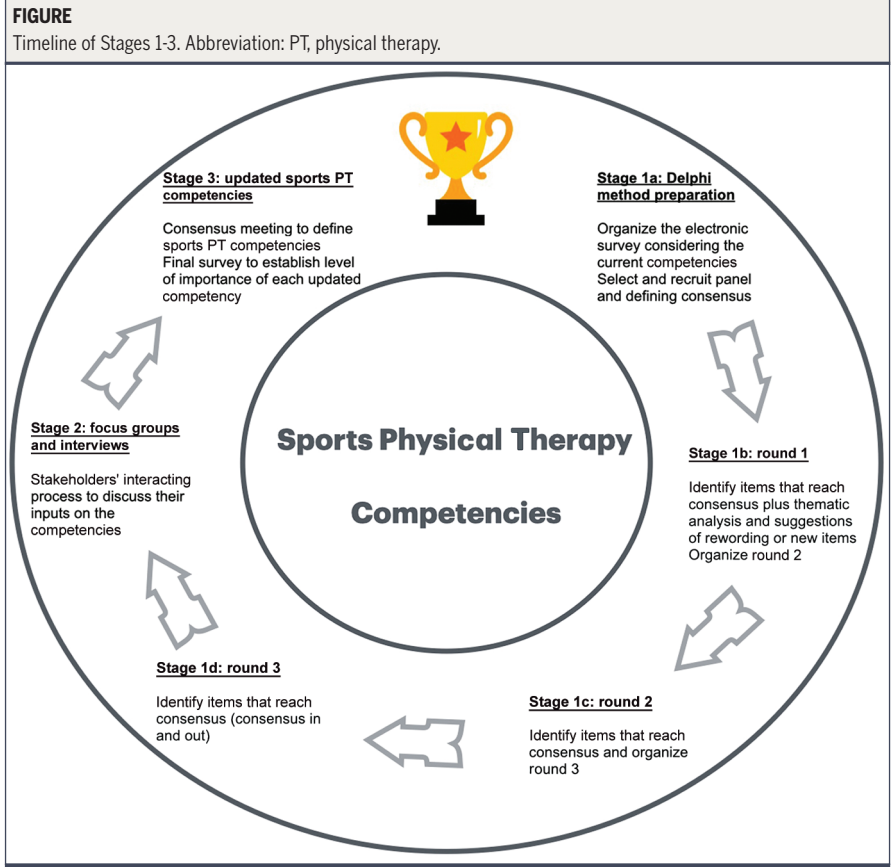 FIGURE
Timeline of Stages 1-3. Abbreviation: PT, physical therapy.
Stage 1a: Delphi
method preparation
Organize the electronic
survey considering the
current competencies
Select and recruit panel
and defining consensus
Stage 1b: round 1
Identify items that reach
consensus plus thematic
analysis and suggestions
of rewording or new items
Organize round 2
Stage 1c: round 2
Identify items that reach
consensus and organize
round 3
Stage 1d: round 3
Identify items that reach
consensus (consensus in
and out)
Stage 2: focus groups
and interviews
Stakeholders' interacting
process to discuss their
inputs on the
competencies
Stage 3: updated sports PT
competencies
Consensus meeting to define
sports PT competencies
Final survey to establish level
of importance of each updated
competency
Sports Physical Therapy
Competencies